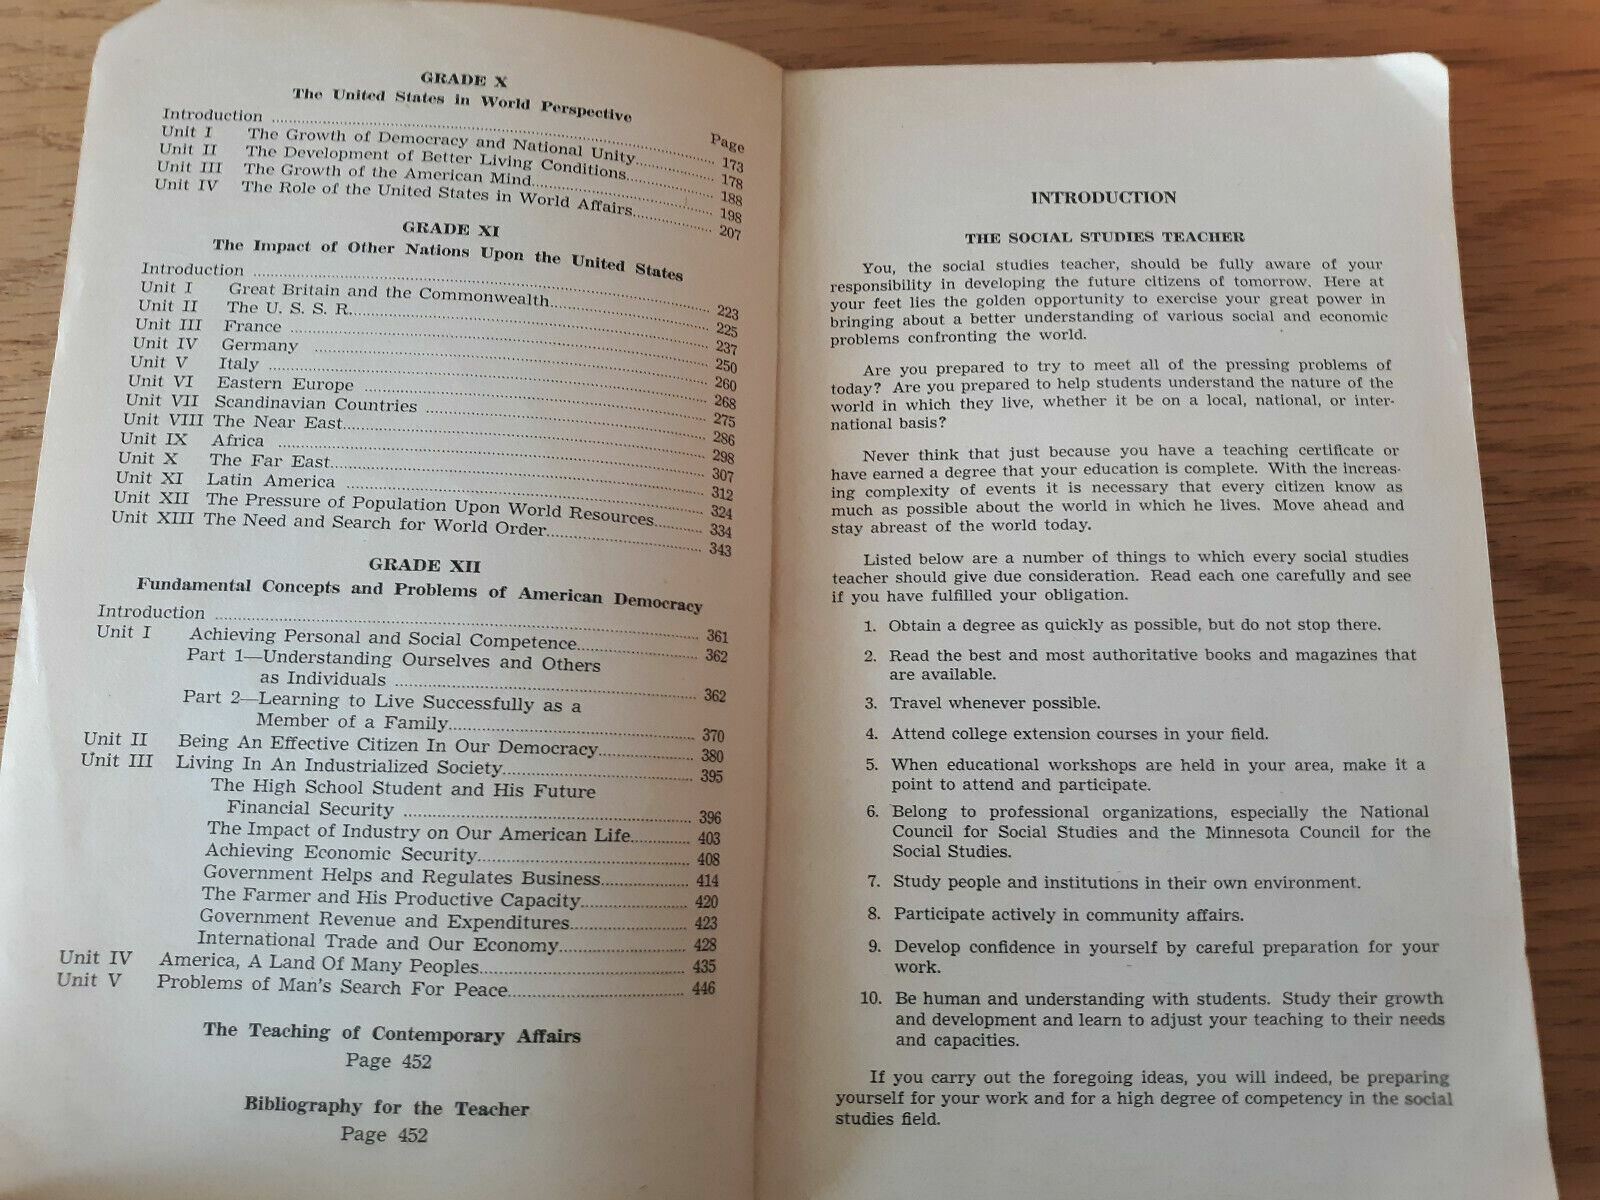 GRADE X
The United States in World Perspective
Page
Introduction ........ 173
Unit I The Growth of Democracy and National Unity........ 178
Unit II The Development of Better Living Conditions........ 188
Unit III The Growth of the American Mind........ 198
Unit IV The Role of the United States in World Affairs........ 207
GRADE XI
The Impact of Other Nations Upon the United States
Introduction ........ 223
Unit I Great Britain and the Commonwealth........ 225
Unit II The U. S. S. R........ 237
Unit III France ........ 250
Unit IV Germany ........ 260
Unit V Italy ........ 268
Unit VI Eastern Europe ........ 275
Unit VII Scandinavian Countries ........ 286
Unit VIII The Near East........ 298
Unit IX Africa ........ 307
Unit X The Far East........ 312
Unit XI Latin America ........ 324
Unit XII The Pressure of Population Upon World Resources........ 334
Unit XIII The Need and Search for World Order........ 343
GRADE XII
Fundamental Concepts and Problems of American Democracy
Introduction ........ 361
Unit I Achieving Personal and Social Competence........ 362
Part 1—Understanding Ourselves and Others
as Individuals ........ 362
Part 2—Learning to Live Successfully as a
Member of a Family........ 370
Unit II Being An Effective Citizen In Our Democracy........ 380
Unit III Living In An Industrialized Society........ 395
The High School Student and His Future
Financial Security ........ 396
The Impact of Industry on Our American Life........ 403
Achieving Economic Security........ 408
Government Helps and Regulates Business........ 414
The Farmer and His Productive Capacity........ 420
Government Revenue and Expenditures........ 423
International Trade and Our Economy........ 428
Unit IV America, A Land Of Many Peoples........ 435
Unit V Problems of Man's Search For Peace........ 446
The Teaching of Contemporary Affairs
Page 452
Bibliography for the Teacher
Page 452
INTRODUCTION
THE SOCIAL STUDIES TEACHER
You, the social studies teacher, should be fully aware of your
responsibility in developing the future citizens of tomorrow. Here at
your feet lies the golden opportunity to exercise your great power in
bringing about a better understanding of various social and economic
problems confronting the world.
Are you prepared to try to meet all of the pressing problems of
today? Are you prepared to help students understand the nature of the
world in which they live, whether it be on a local, national, or inter-
national basis?
Never think that just because you have a teaching certificate or
have earned a degree that your education is complete. With the increas-
ing complexity of events it is necessary that every citizen know as
much as possible about the world in which he lives. Move ahead and
stay abreast of the world today.
Listed below are a number of things to which every social studies
teacher should give due consideration. Read each one carefully and see
if you have fulfilled your obligation.
1. Obtain a degree as quickly as possible, but do not stop there.
2. Read the best and most authoritative books and magazines that
are available.
3. Travel whenever possible.
4. Attend college extension courses in your field.
5. When educational workshops are held in your area, make it a
point to attend and participate.
6. Belong to professional organizations, especially the National
Council for Social Studies and the Minnesota Council for the
Social Studies.
7. Study people and institutions in their own environment.
8. Participate actively in community affairs.
9. Develop confidence in yourself by careful preparation for your
work.
10. Be human and understanding with students. Study their growth
and development and learn to adjust your teaching to their needs
and capacities.
If you carry out the foregoing ideas, you will indeed, be preparing
yourself for your work and for a high degree of competency in the social
studies field.